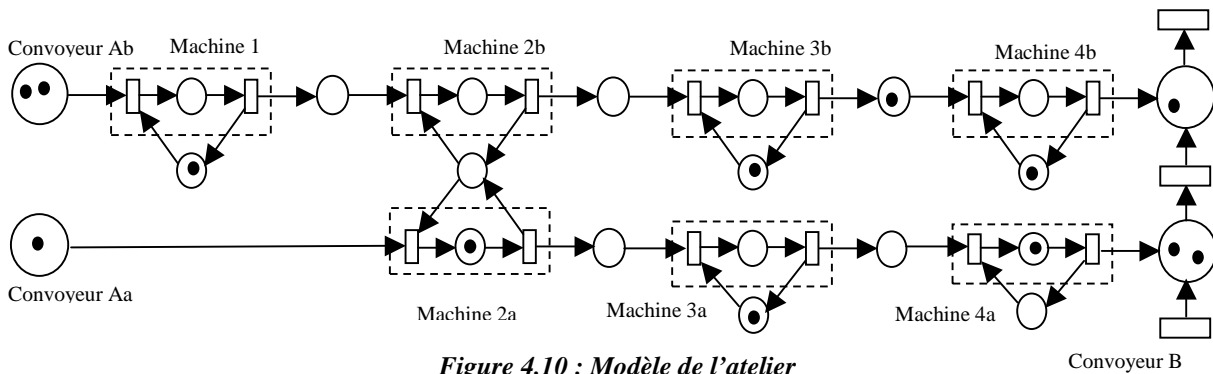 Convoyeur Ab
Machine 1
Machine 2b
Machine 3b
Machine 4b
Convoyeur Aa
Machine 2a
Machine 3a
Machine 4a
Convoyeur B
Figure 4.10 : Modèle de l'atelier